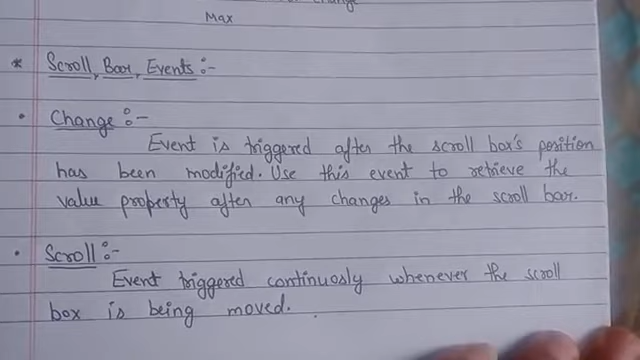 Change
Max
* Scroll, Bar, Events :-
• Change :-
Event is triggered after the scroll box's position
has been modified. Use this event to retrieve the
value property after any changes in the scroll bar.
• Scroll :-
Event triggered continuosly whenever the scroll
box is being moved.